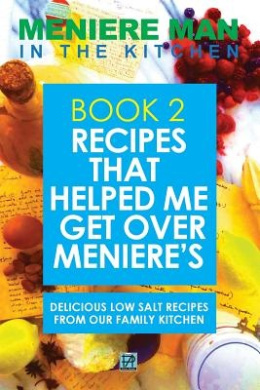 MENIERE MAN
IN THE KITCHEN
BOOK 2
RECIPES
THAT
HELPED ME
GET OVER
MENIERE'S
DELICIOUS LOW SALT RECIPES
FROM OUR FAMILY KITCHEN